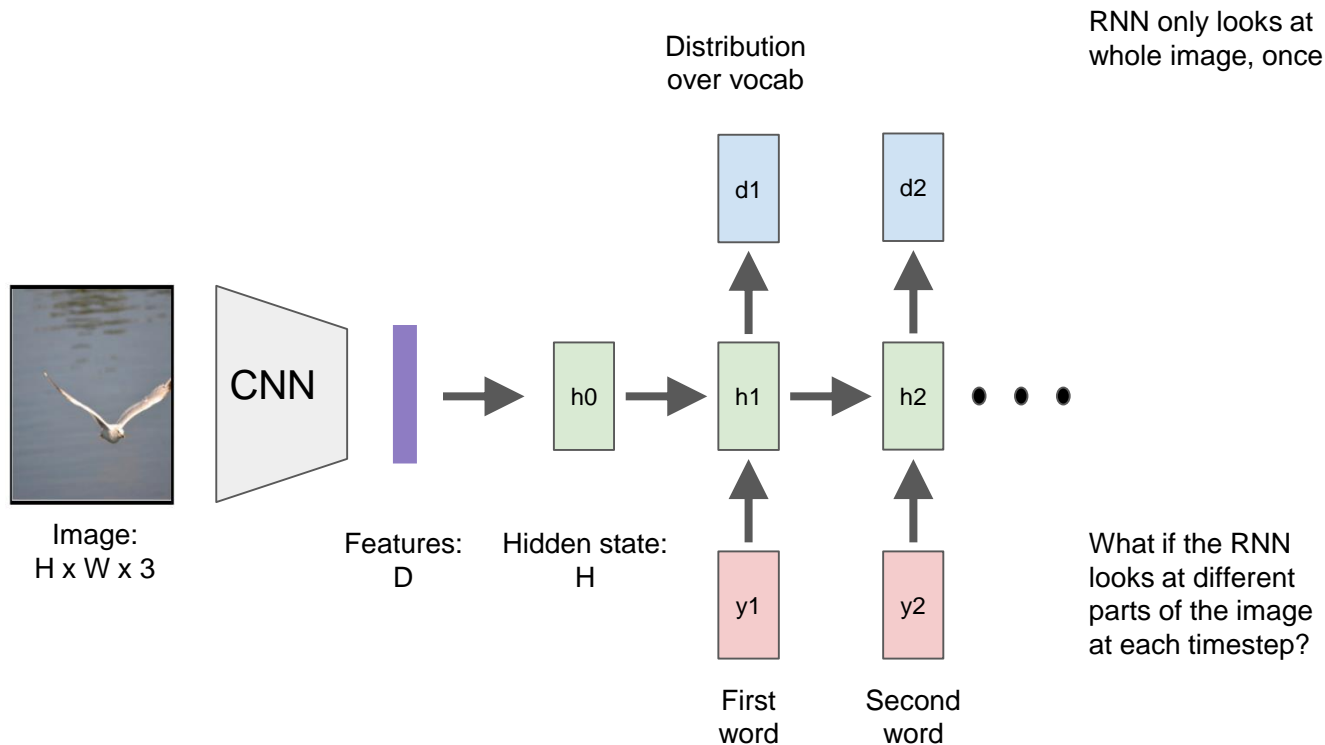 RNN only looks at
whole image, once
Distribution
over vocab
d1
d2
CNN
h0
h1
h2
Image:
H x W x 3
Features:
D
Hidden state:
H
y1
y2
First
word
Second
word
What if the RNN
looks at different
parts of the image
at each timestep?